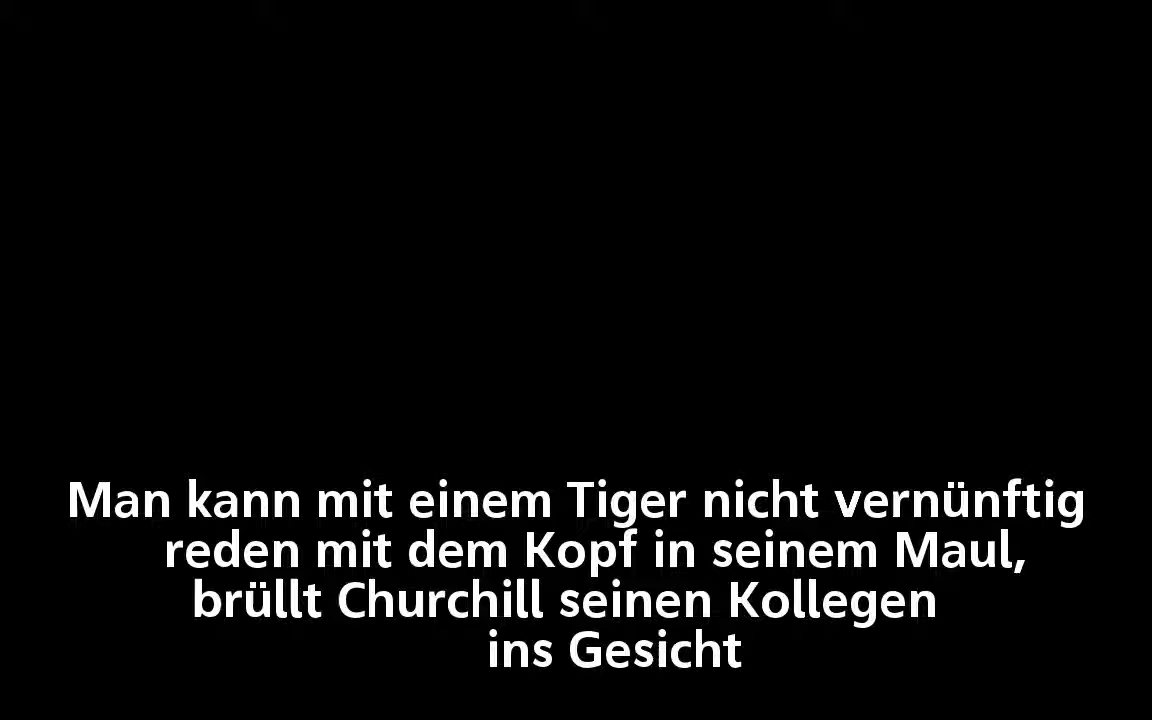 Man kann mit einem Tiger nicht vernünftig
reden mit dem Kopf in seinem Maul,
brüllt Churchill seinen Kollegen
ins Gesicht